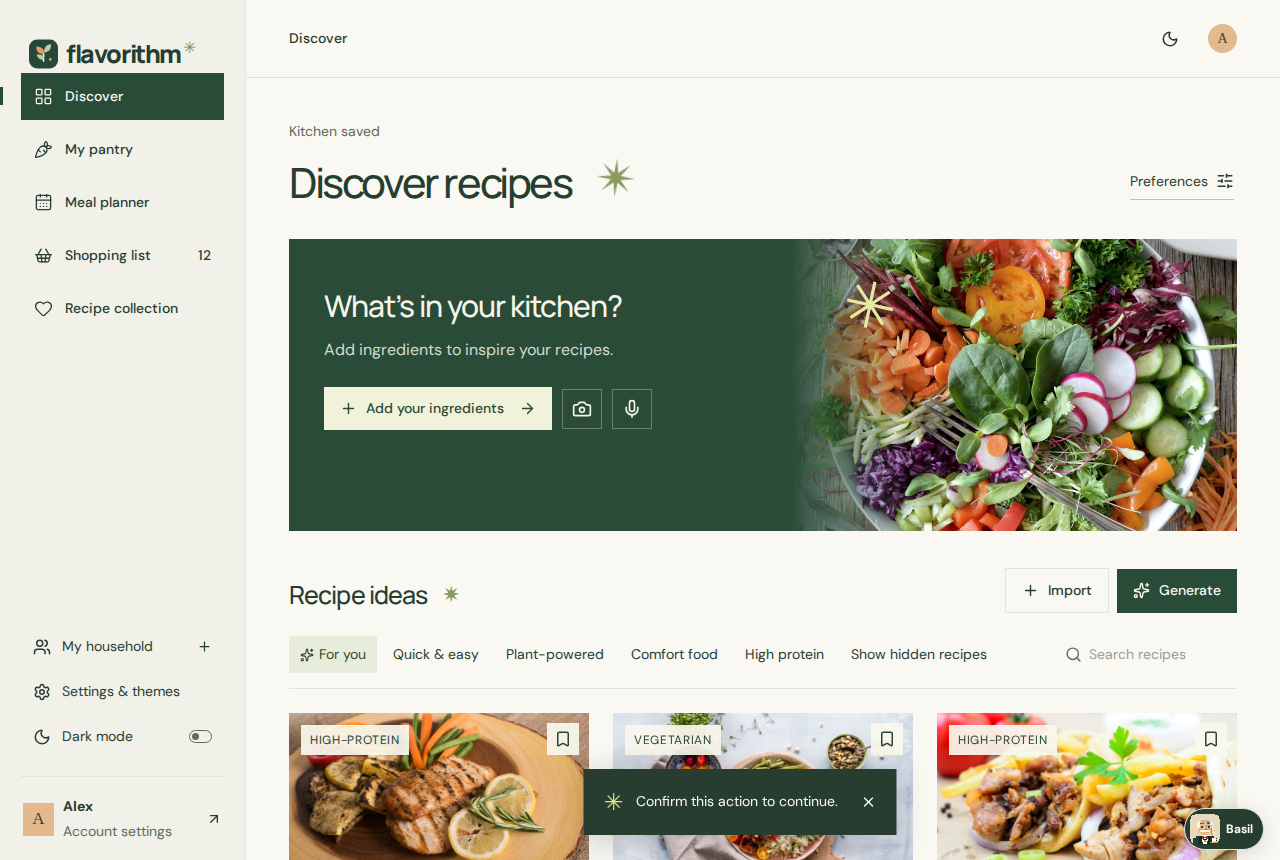 flavorithm
Discover
My pantry
Meal planner
Shopping list 12
Recipe collection
My household
Settings & themes
Dark mode
A
Alex
Account settings
Discover
A
Kitchen saved
Discover recipes
Preferences
What's in your kitchen?
Add ingredients to inspire your recipes.
Add your ingredients
Recipe ideas
Import
Generate
For you
Quick & easy
Plant-powered
Comfort food
High protein
Show hidden recipes
Search recipes
HIGH-PROTEIN
VEGETARIAN
HIGH-PROTEIN
Confirm this action to continue.
Basil